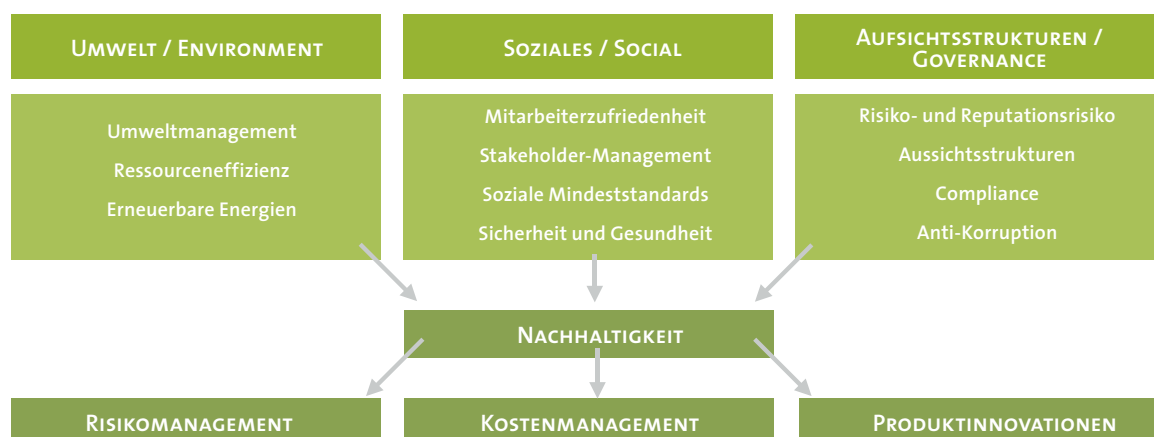 UMWELT / ENVIRONMENT
SOZIALES / SOCIAL
AUFSICHTSSTRUKTUREN /
GOVERNANCE
Umweltmanagement
Ressourceneffizienz
Erneuerbare Energien
Mitarbeiterzufriedenheit
Stakeholder-Management
Soziale Mindeststandards
Sicherheit und Gesundheit
Risiko- und Reputationsrisiko
Aussichtsstrukturen
Compliance
Anti-Korruption
NACHHALTIGKEIT
RISIKOMANAGEMENT
KOSTENMANAGEMENT
PRODUKTINNOVATIONEN